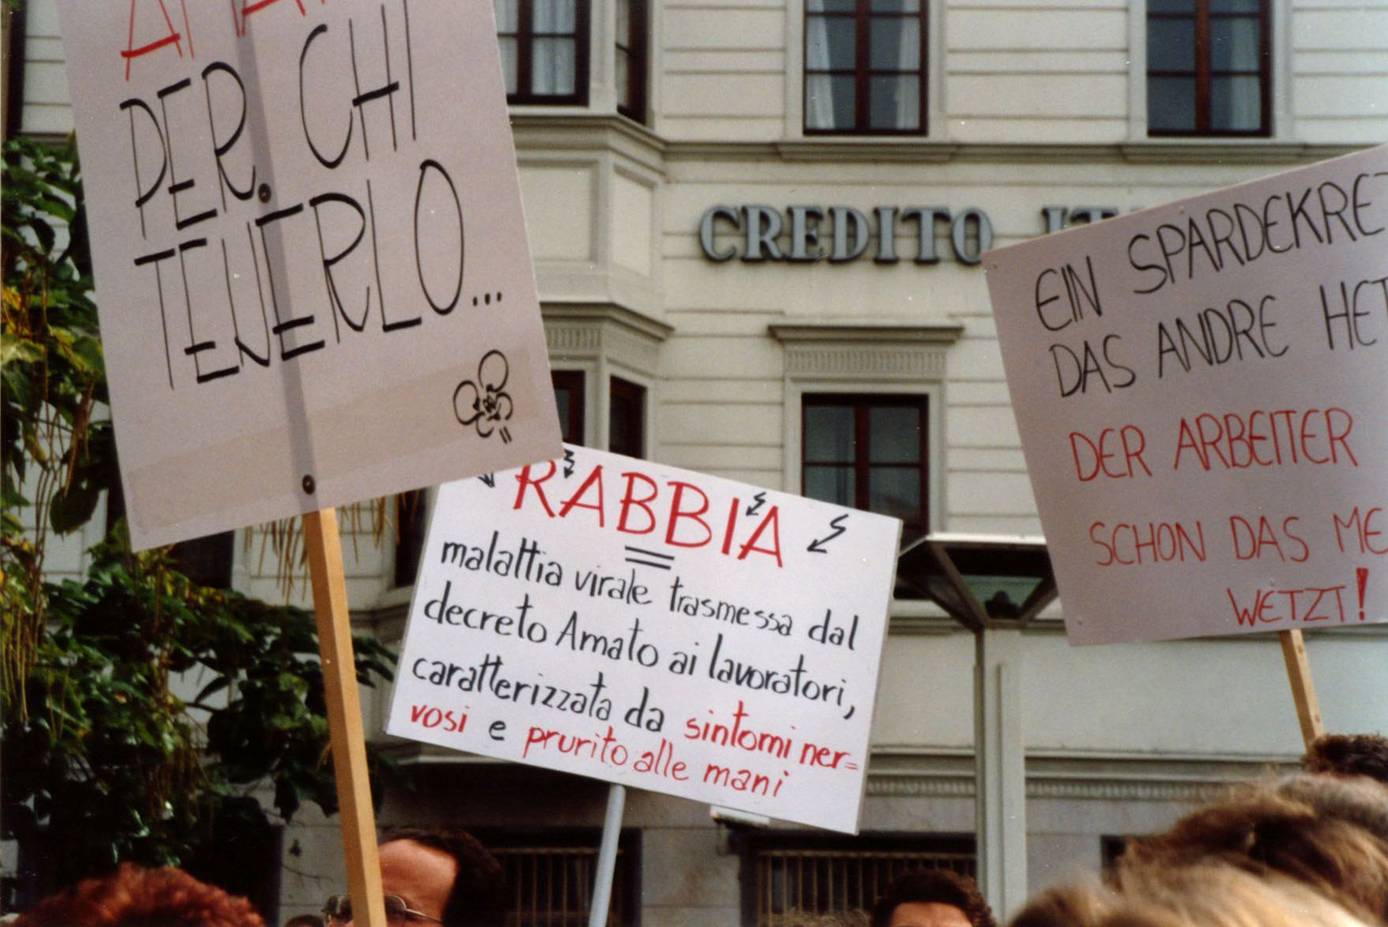 PER CHI
TENERLO...
CREDITO
RABBIA
=
malattia virale trasmessa dal
decreto Amato ai lavoratori,
caratterizzata da sintomi ner=
vosi e prurito alle mani
EIN SPARDEKRE
DAS ANDRE HET
DER ARBEITER
SCHON DAS ME
WETZT!